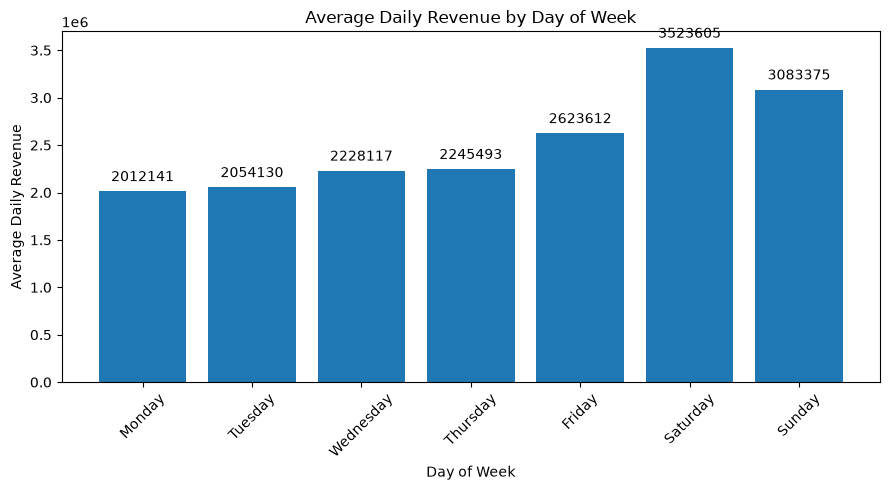 Average Daily Revenue by Day of Week
1e6
3.5
3.0
2.5
2.0
1.5
1.0
0.5
0.0
Average Daily Revenue
2012141
2054130
2228117
2245493
2623612
3523605
3083375
Monday
Tuesday
Wednesday
Thursday
Friday
Saturday
Sunday
Day of Week